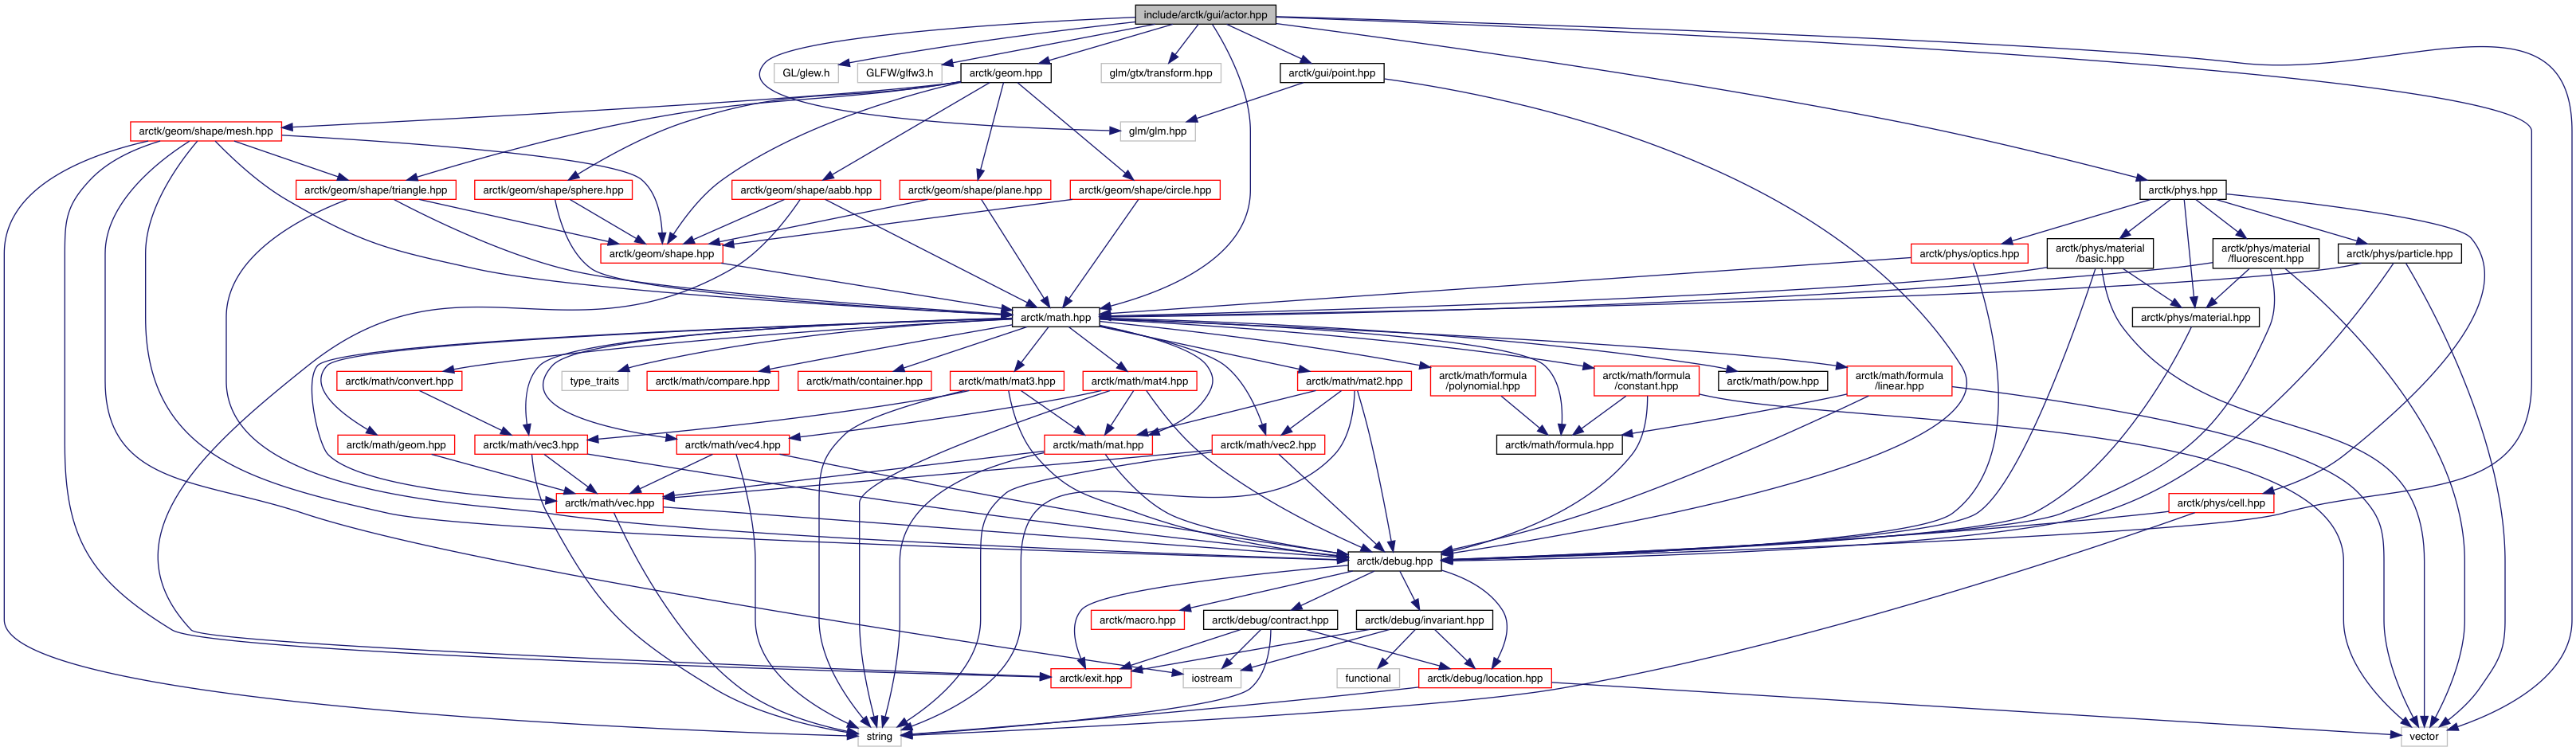 include/arctk/gui/actor.hpp
GL/glew.h
GLFW/glfw3.h
arctk/geom.hpp
glm/gtx/transform.hpp
arctk/gui/point.hpp
arctk/geom/shape/mesh.hpp
glm/glm.hpp
arctk/geom/shape/triangle.hpp
arctk/geom/shape/sphere.hpp
arctk/geom/shape/aabb.hpp
arctk/geom/shape/plane.hpp
arctk/geom/shape/circle.hpp
arctk/phys.hpp
arctk/geom/shape.hpp
arctk/phys/optics.hpp
arctk/phys/material
/basic.hpp
arctk/phys/material
/fluorescent.hpp
arctk/phys/particle.hpp
arctk/math.hpp
arctk/phys/material.hpp
arctk/math/convert.hpp
type_traits
arctk/math/compare.hpp
arctk/math/container.hpp
arctk/math/mat3.hpp
arctk/math/mat4.hpp
arctk/math/mat2.hpp
arctk/math/formula
/polynomial.hpp
arctk/math/formula
/constant.hpp
arctk/math/pow.hpp
arctk/math/formula
/linear.hpp
arctk/math/geom.hpp
arctk/math/vec3.hpp
arctk/math/vec4.hpp
arctk/math/mat.hpp
arctk/math/vec2.hpp
arctk/math/formula.hpp
arctk/math/vec.hpp
arctk/phys/cell.hpp
arctk/debug.hpp
arctk/macro.hpp
arctk/debug/contract.hpp
arctk/debug/invariant.hpp
arctk/exit.hpp
iostream
functional
arctk/debug/location.hpp
string
vector